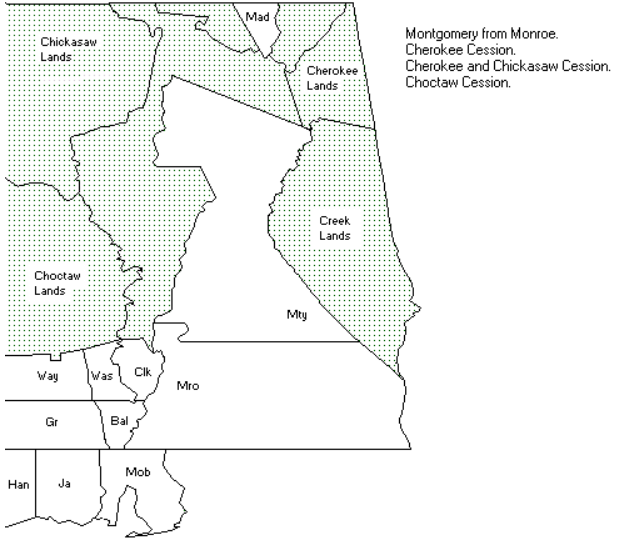 Mad
Montgomery from Monroe.
Cherokee Cession.
Cherokee and Chickasaw Cession.
Choctaw Cession.
Chickasaw
Lands
Cherokee
Lands
Creek
Lands
Choctaw
Lands
Mty
Way
Was
Clk
Mro
Gr
Bal
Han
Ja
Mob